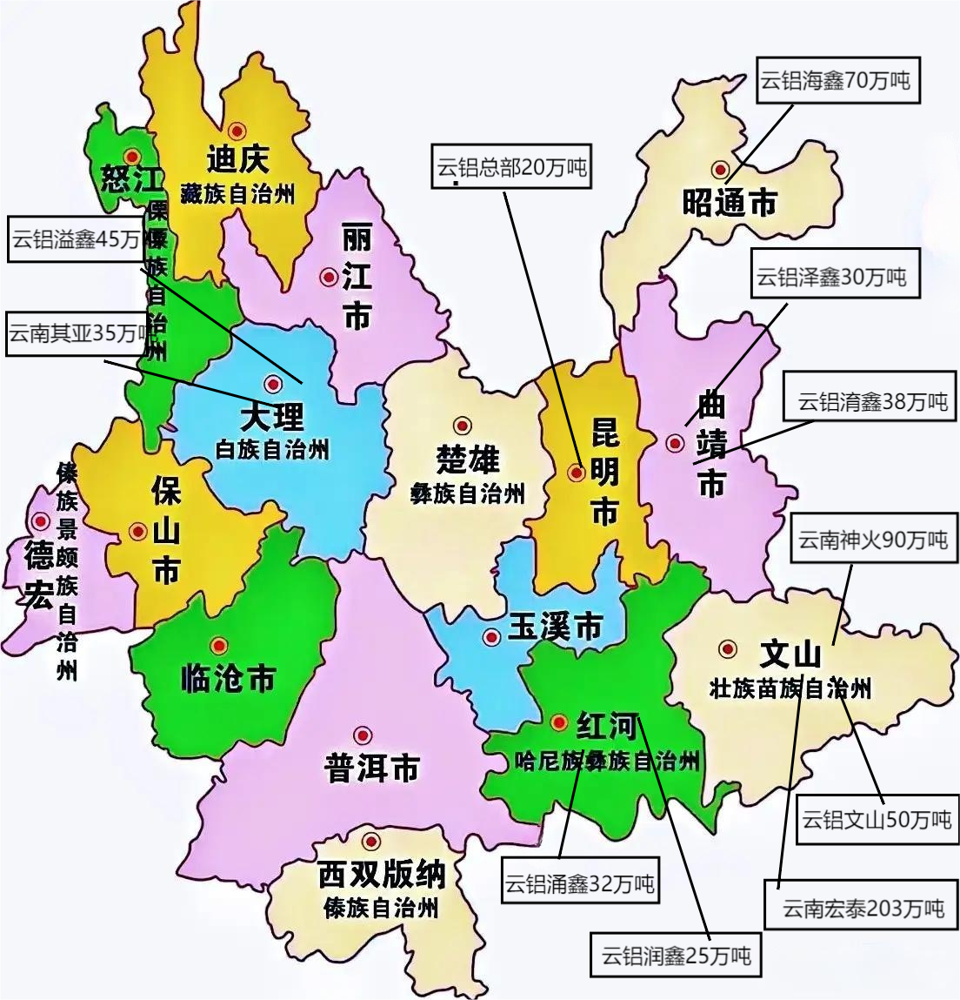 云铝海鑫70万吨
迪庆
藏族自治州
怒江
傈僳族自治州
云铝总部20万吨
昭通市
云铝溢鑫45万
丽江市
云铝泽鑫30万吨
云南其亚35万吨
曲靖市
云铝淯鑫38万吨
大理
白族自治州
昆明市
楚雄
彝族自治州
保山市
德宏
傣族景颇族自治州
云南神火90万吨
玉溪市
文山
壮族苗族自治州
临沧市
红河
哈尼族彝族自治州
普洱市
云铝文山50万吨
西双版纳
傣族自治州
云铝涌鑫32万吨
云南宏泰203万吨
云铝润鑫25万吨